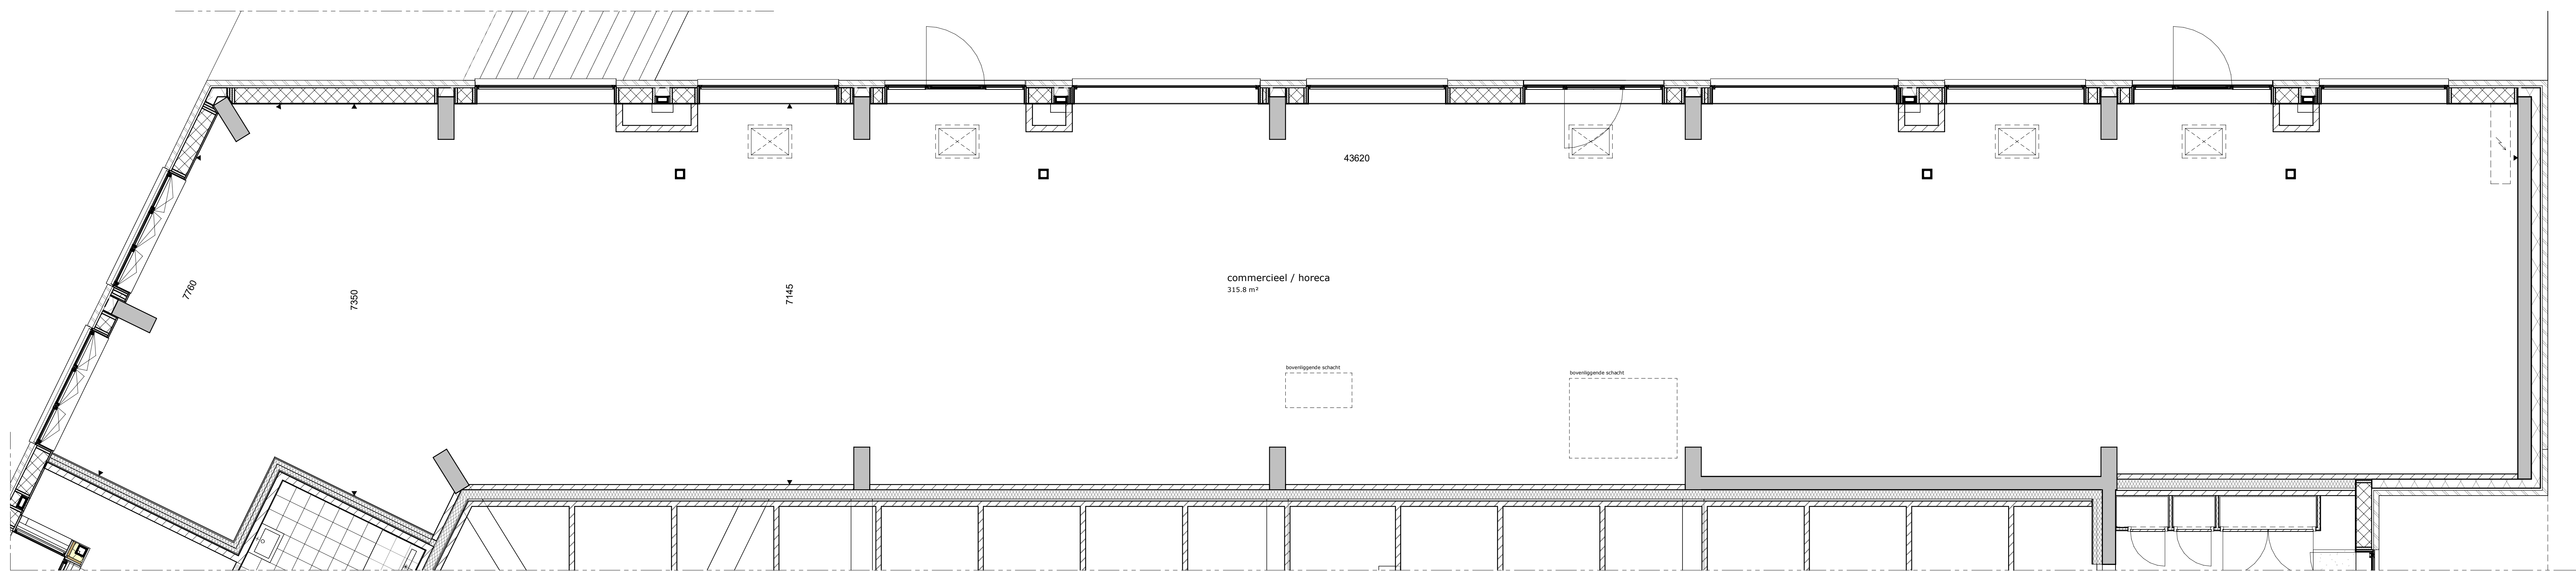 43620
7760
7350
7145
commercieel / horeca
315.8 m²
bovenliggende schacht
bovenliggende schacht